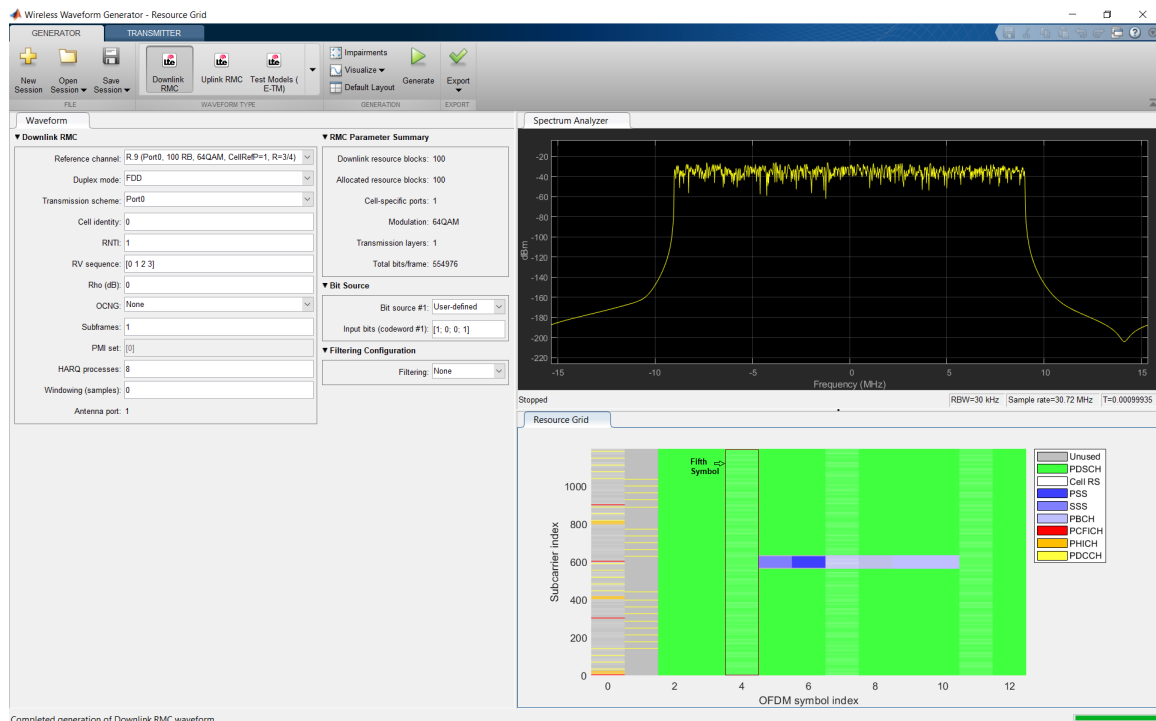 Wireless Waveform Generator - Resource Grid
GENERATOR
TRANSMITTER
New Session
Open Session
Save Session
Downlink RMC
Uplink RMC
Test Models ( E-TM)
Impairments
Visualize
Default Layout
Generate
Export
FILE
WAVEFORM TYPE
GENERATION
EXPORT
Waveform
Downlink RMC
Reference channel: R.9 (Port0, 100 RB, 64QAM, CellRefP=1, R=3/4)
Duplex mode: FDD
Transmission scheme: Port0
Cell identity: 0
RNTI: 1
RV sequence: [0 1 2 3]
Rho (dB): 0
OCNG: None
Subframes: 1
PMI set: [0]
HARQ processes: 8
Windowing (samples): 0
Antenna port: 1
RMC Parameter Summary
Downlink resource blocks: 100
Allocated resource blocks: 100
Cell-specific ports: 1
Modulation: 64QAM
Transmission layers: 1
Total bits/frame: 554976
Bit Source
Bit source #1: User-defined
Input bits (codeword #1): [1; 0; 0; 1]
Filtering Configuration
Filtering: None
Spectrum Analyzer
-20
-40
-60
-80
-100
-120
-140
-160
-180
-200
-220
dBm
-15 -10 -5 0 5 10 15
Frequency (MHz)
Stopped
RBW=30 kHz Sample rate=30.72 MHz T=0.00099935
Resource Grid
Fifth
Symbol
1000
800
600
400
200
0
Subcarrier index
0 2 4 6 8 10 12
OFDM symbol index
Unused
PDSCH
Cell RS
PSS
SSS
PBCH
PCFICH
PHICH
PDCCH
Completed generation of Downlink RMC waveform